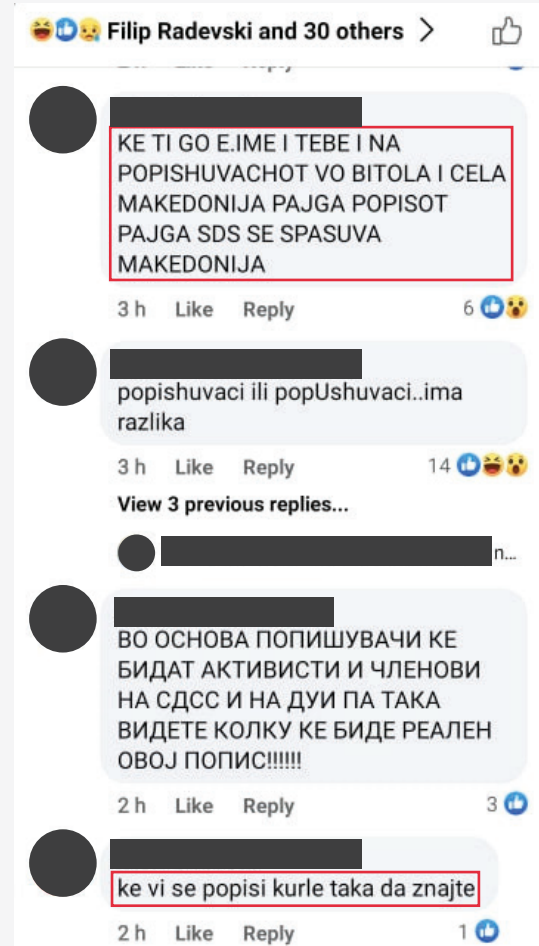 Filip Radevski and 30 others
KE TI GO E.IME I TEBE I NA
POPISHUVACHOT VO BITOLA I CELA
MAKEDONIJA PAJGA POPISOT
PAJGA SDS SE SPASUVA
MAKEDONIJA
3 h Like Reply 6
popishuvaci ili popUshuvaci..ima
razlika
3 h Like Reply 14
View 3 previous replies...
n...
ВО ОСНОВА ПОПИШУВАЧИ КЕ
БИДАТ АКТИВИСТИ И ЧЛЕНОВИ
НА СДСС И НА ДУИ ПА ТАКА
ВИДЕТЕ КОЛКУ КЕ БИДЕ РЕАЛЕН
ОВОЈ ПОПИС!!!!!!
2 h Like Reply 3
ke vi se popisi kurle taka da znajte
2 h Like Reply 1